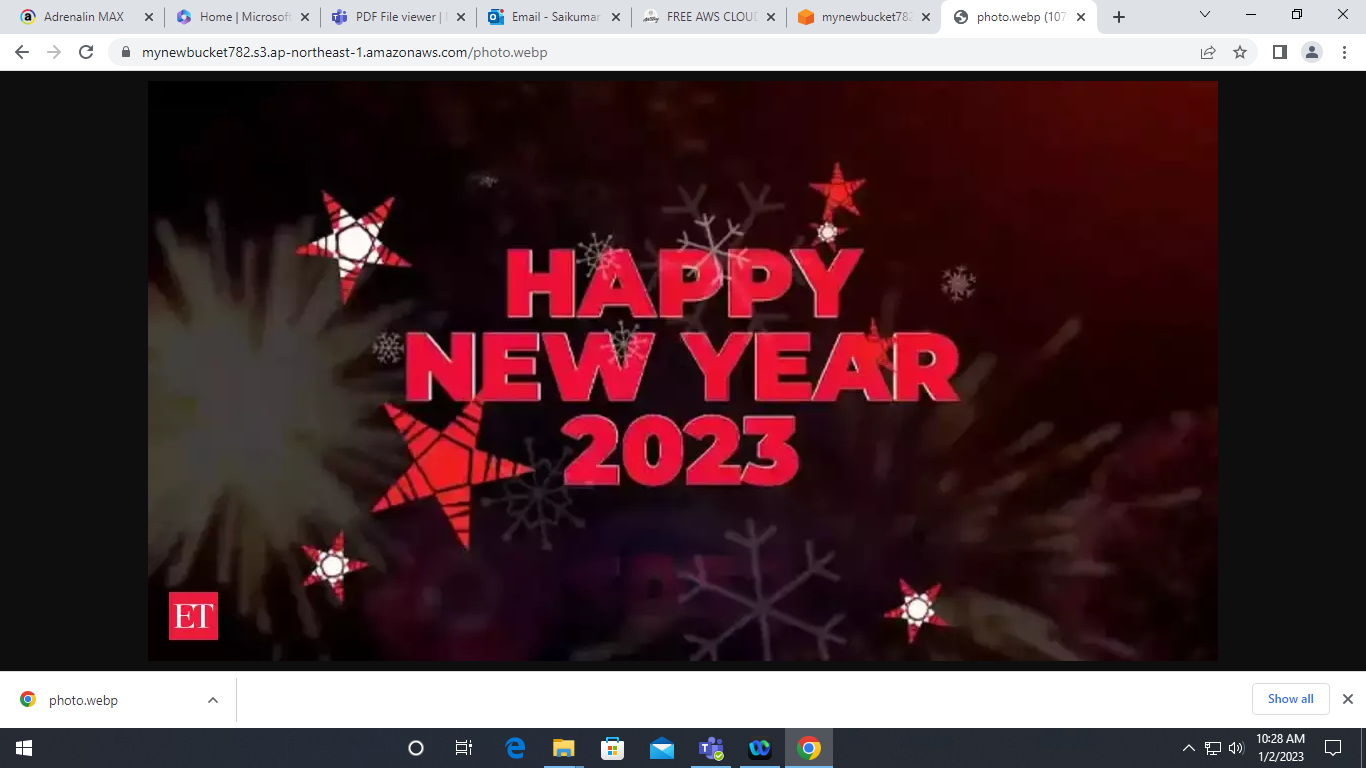 Adrenalin MAX
Home | Microsoft
PDF File viewer |
Email - Saikumar
FREE AWS CLOUD
mynewbucket782
photo.webp (107
mynewbucket782.s3.ap-northeast-1.amazonaws.com/photo.webp
HAPPY
NEW YEAR
2023
ET
photo.webp
Show all
10:28 AM
1/2/2023